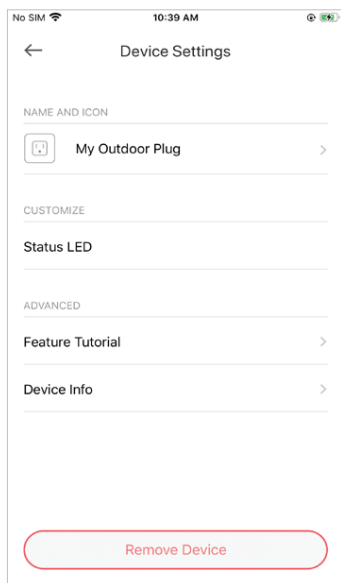 No SIM 10:39 AM
Device Settings
NAME AND ICON
My Outdoor Plug
CUSTOMIZE
Status LED
ADVANCED
Feature Tutorial
Device Info
Remove Device